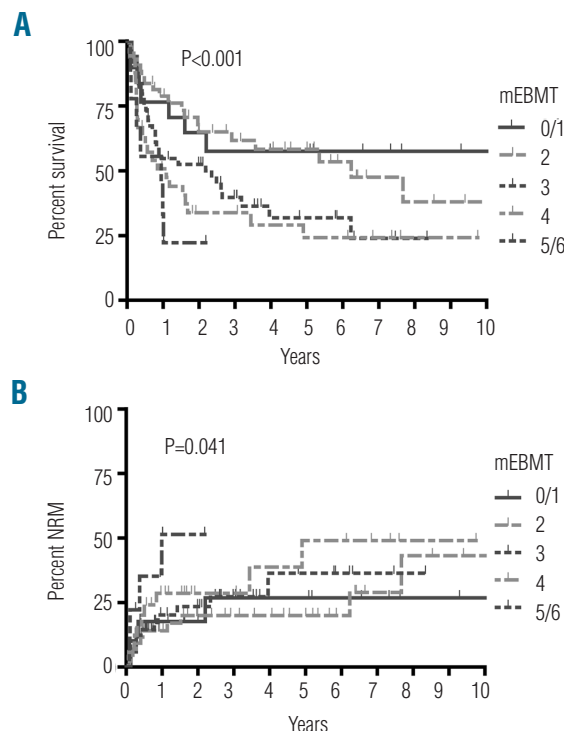 A
100
75
50
25
0
Percent survival
P<0.001
0 1 2 3 4 5 6 7 8 9 10
Years
mEBMT
0/1
2
3
4
5/6
B
100
75
50
25
0
Percent NRM
P=0.041
0 1 2 3 4 5 6 7 8 9 10
Years
mEBMT
0/1
2
3
4
5/6